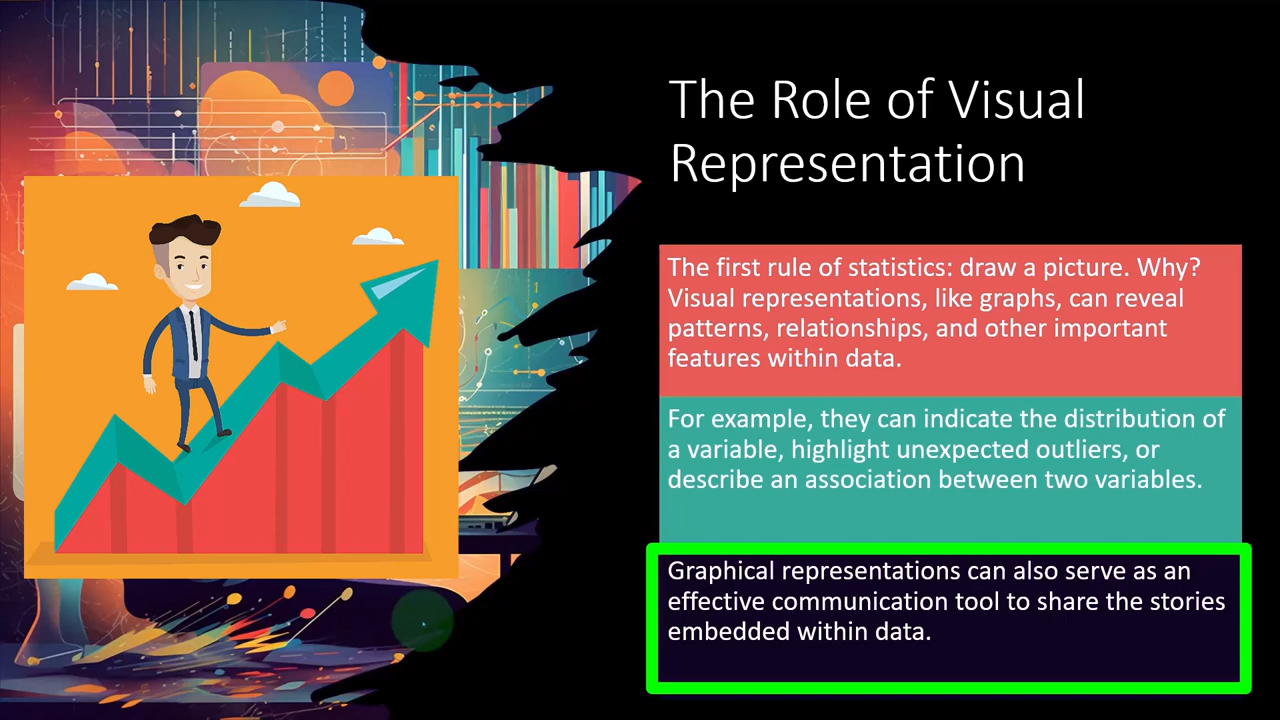 The Role of Visual
Representation
The first rule of statistics: draw a picture. Why?
Visual representations, like graphs, can reveal
patterns, relationships, and other important
features within data.
For example, they can indicate the distribution of
a variable, highlight unexpected outliers, or
describe an association between two variables.
Graphical representations can also serve as an
effective communication tool to share the stories
embedded within data.